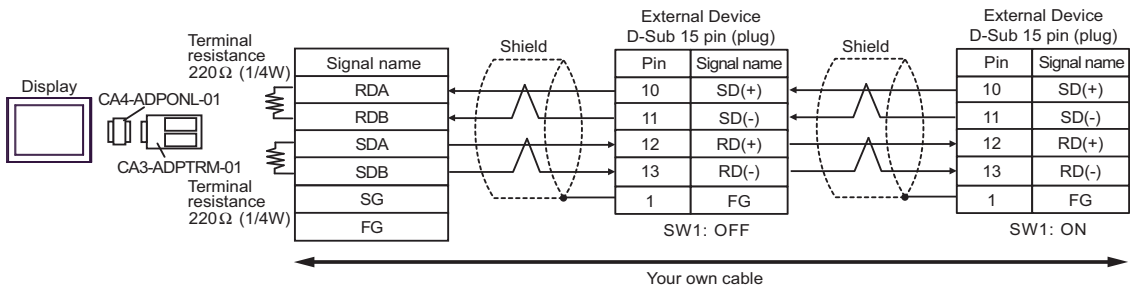 Display
CA4-ADPONL-01
CA3-ADPTRM-01
Terminal
resistance
220Ω (1/4W)
Terminal
resistance
220Ω (1/4W)
Signal name
RDA
RDB
SDA
SDB
SG
FG
Shield
External Device
D-Sub 15 pin (plug)
Pin Signal name
10 SD(+)
11 SD(-)
12 RD(+)
13 RD(-)
1 FG
SW1: OFF
Shield
External Device
D-Sub 15 pin (plug)
Pin Signal name
10 SD(+)
11 SD(-)
12 RD(+)
13 RD(-)
1 FG
SW1: ON
Your own cable